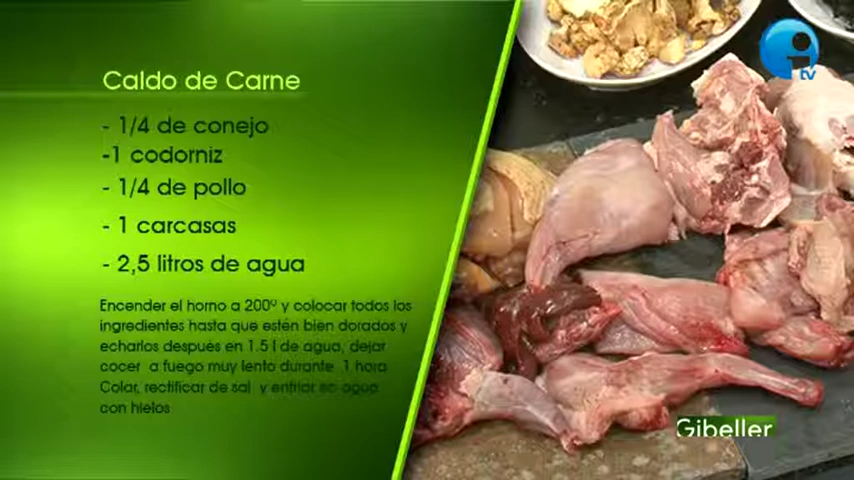 Caldo de Carne
- 1/4 de conejo
-1 codorniz
- 1/4 de pollo
- 1 carcasas
- 2,5 litros de agua
Encender el horno a 200º y colocar todos los
ingredientes hasta que estén bien dorados y
echarlos después en 1.5 l de agua, dejar
cocer a fuego muy lento durante 1 hora
Colar, rectificar de sal y enfriar en agua
con hielos
i tv
Gibeller